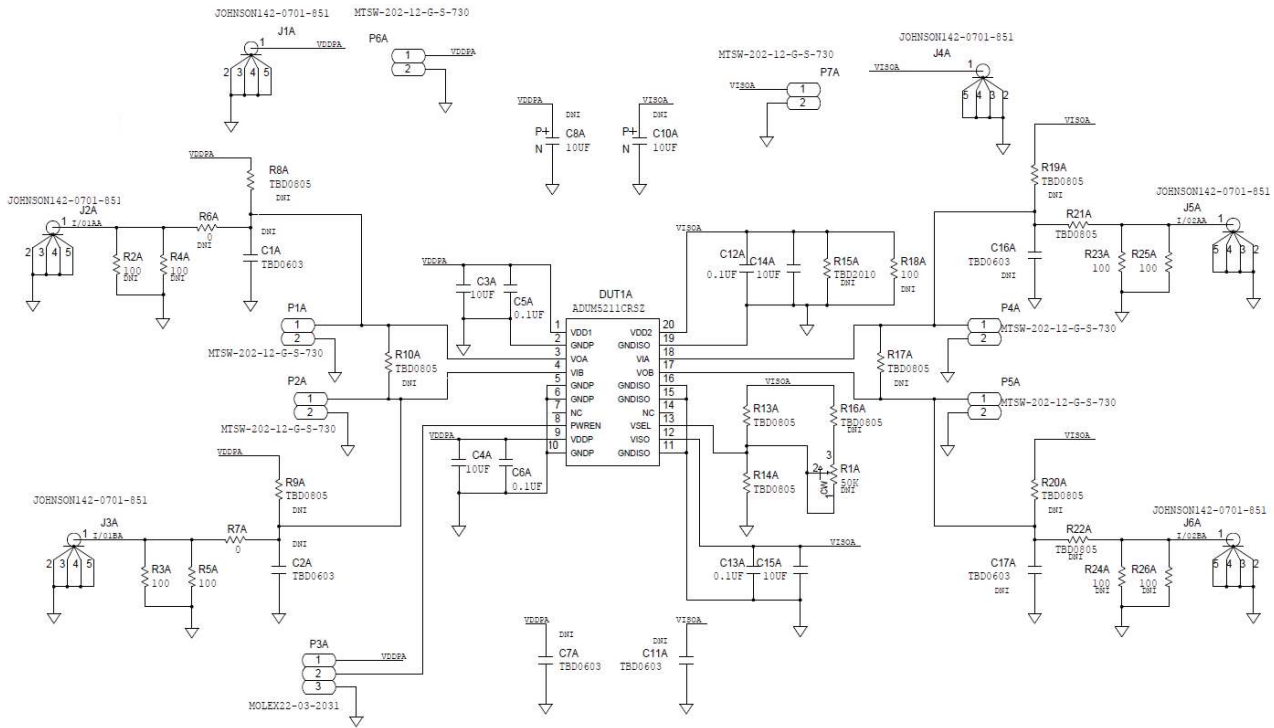 JOHNSON142-0701-851
J1A
1
VDDPA
2 3 4 5
MTSW-202-12-G-S-730
P6A
1
VDDPA
2
MTSW-202-12-G-S-730
P7A
VISOA
1
2
JOHNSON142-0701-851
J4A
VISOA
1
5 4 3 2
VDDPA
DNI
P+
N
C8A
10UF
VISOA
DNI
P+
N
C10A
10UF
VDDPA
R8A
TBD0805
DNI
JOHNSON142-0701-851
J2A
1
I/O1AA
2 3 4 5
R2A
100
DNI
R4A
100
DNI
R6A
0
DNI
DNI
C1A
TBD0603
P1A
1
2
MTSW-202-12-G-S-730
P2A
1
2
MTSW-202-12-G-S-730
R10A
TBD0805
DNI
VDDPA
C3A
10UF
C5A
0.1UF
DUT1A
ADUM5211CRSZ
1 VDD1
2 GNDP
3 VOA
4 VIB
5 GNDP
6 GNDP
7 NC
8 PWREN
9 VDDP
10 GNDP
VDD2 20
GNDISO 19
VIA 18
VOB 17
GNDISO 16
GNDISO 15
NC 14
VSEL 13
VISO 12
GNDISO 11
VDDPA
C4A
10UF
C6A
0.1UF
VISOA
C12A
0.1UF
C14A
10UF
R15A
TBD2010
DNI
R18A
100
DNI
VISOA
R13A
TBD0805
R14A
TBD0805
R16A
TBD0805
DNI
3
2
CW
1
R1A
50K
DNI
R17A
TBD0805
DNI
VISOA
C13A
0.1UF
C15A
10UF
VISOA
R19A
TBD0805
DNI
R21A
TBD0805
C16A
TBD0603
DNI
R23A
100
R25A
100
JOHNSON142-0701-851
J5A
I/O2AA
1
5 4 3 2
P4A
1
2
MTSW-202-12-G-S-730
P5A
1
2
MTSW-202-12-G-S-730
VISOA
R20A
TBD0805
DNI
R22A
TBD0805
DNI
C17A
TBD0603
DNI
R24A
100
DNI
R26A
100
DNI
JOHNSON142-0701-851
J6A
I/O2BA
1
5 4 3 2
VDDPA
R9A
TBD0805
DNI
JOHNSON142-0701-851
J3A
1
I/O1BA
2 3 4 5
R3A
100
R5A
100
R7A
0
DNI
C2A
TBD0603
P3A
1
VDDPA
2
3
MOLEX22-03-2031
VDDPA
DNI
C7A
TBD0603
VISOA
DNI
C11A
TBD0603